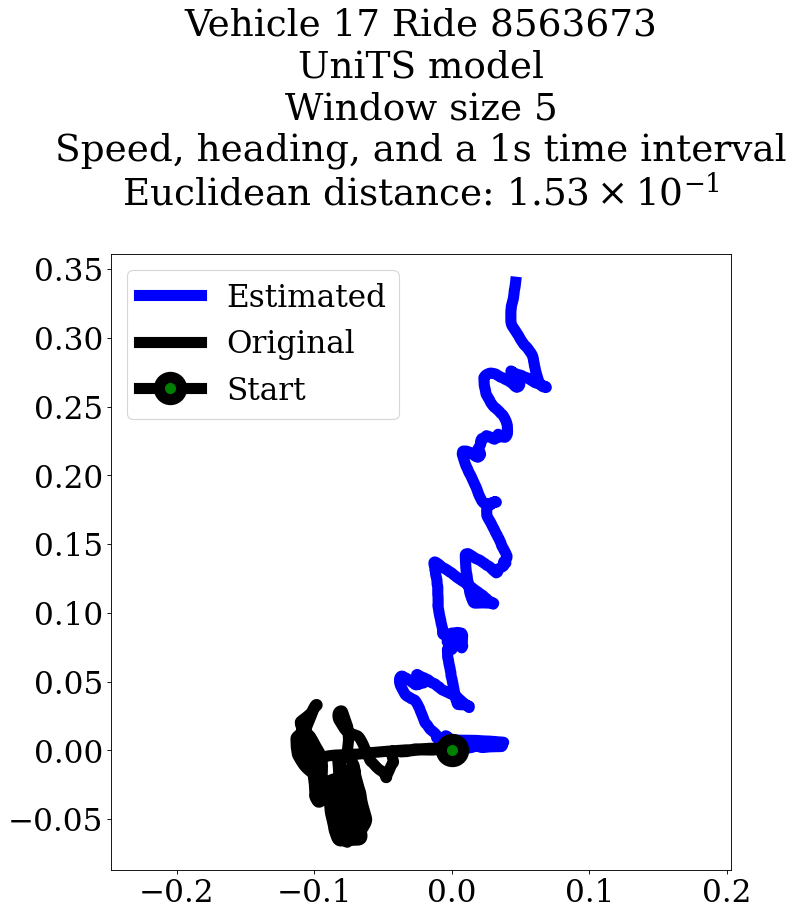 Vehicle 17 Ride 8563673
UniTS model
Window size 5
Speed, heading, and a 1s time interval
Euclidean distance: 1.53 × 10⁻¹
0.35
0.30
0.25
0.20
0.15
0.10
0.05
0.00
−0.05
Estimated
Original
Start
−0.2
−0.1
0.0
0.1
0.2